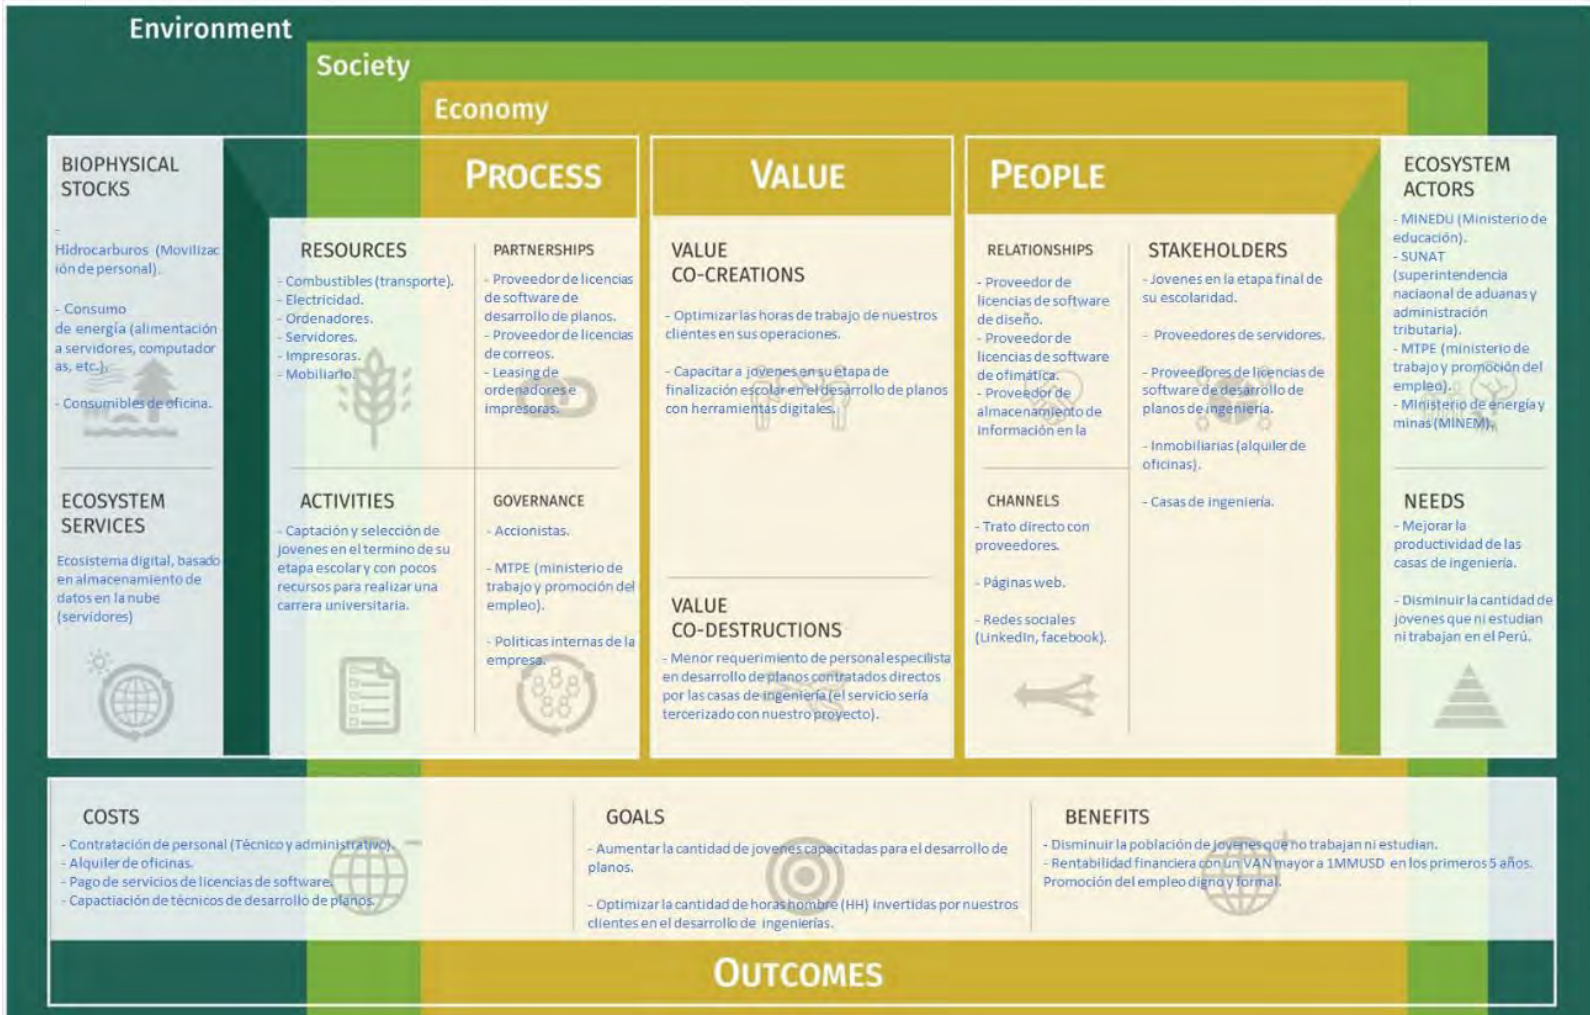 Environment
Society
Economy
BIOPHYSICAL
STOCKS
-
Hidrocarburos (Movilizac
ión de personal).
- Consumo
de energía (alimentación
a servidores, computador
as, etc.).
- Consumibles de oficina.
ECOSYSTEM
SERVICES
Ecosistema digital, basado
en almacenamiento de
datos en la nube
(servidores)
PROCESS
RESOURCES
- Combustibles (transporte).
- Electricidad.
- Ordenadores.
- Servidores.
- Impresoras.
- Mobiliario.
PARTNERSHIPS
- Proveedor de licencias
de software de
desarrollo de planos.
- Proveedor de licencias
de correos.
- Leasing de
ordenadores e
impresoras.
ACTIVITIES
- Captación y selección de
jovenes en el termino de su
etapa escolar y con pocos
recursos para realizar una
carrera universitaria.
GOVERNANCE
- Accionistas.
- MTPE (ministerio de
trabajo y promoción del
empleo).
- Politicas internas de la
empresa.
VALUE
VALUE
CO-CREATIONS
- Optimizar las horas de trabajo de nuestros
clientes en sus operaciones.
- Capacitar a jovenes en su etapa de
finalización escolar en el desarrollo de planos
con herramientas digitales.
VALUE
CO-DESTRUCTIONS
- Menor requerimiento de personal especilista
en desarrollo de planos contratados directos
por las casas de ingeniería (el servicio sería
tercerizado con nuestro proyecto).
PEOPLE
RELATIONSHIPS
- Proveedor de
licencias de software
de diseño.
- Proveedor de
licencias de software
de ofimática.
- Proveedor de
almacenamiento de
información en la
STAKEHOLDERS
- Jovenes en la etapa final de
su escolaridad.
- Proveedores de servidores.
- Proveedores de licencias de
software de desarrollo de
planos de ingeniería.
- Inmobiliarias (alquiler de
oficinas).
- Casas de ingeniería.
CHANNELS
- Trato directo con
proveedores.
- Páginas web.
- Redes sociales
(LinkedIn, facebook).
ECOSYSTEM
ACTORS
- MINEDU (Ministerio de
educación).
- SUNAT
(superintendencia
naciaonal de aduanas y
administración
tributaria).
- MTPE (ministerio de
trabajo y promoción del
empleo).
- Ministerio de energía y
minas (MINEM).
NEEDS
- Mejorar la
productividad de las
casas de ingeniería.
- Disminuir la cantidad de
jovenes que ni estudian
ni trabajan en el Perú.
COSTS
- Contratación de personal (Técnico y administrativo).
- Alquiler de oficinas.
- Pago de servicios de licencias de software.
- Capactiación de técnicos de desarrollo de planos.
GOALS
- Aumentar la cantidad de jovenes capacitadas para el desarrollo de
planos.
- Optimizar la cantidad de horas hombre (HH) invertidas por nuestros
clientes en el desarrollo de ingenierías.
BENEFITS
- Disminuir la población de jovenes que no trabajan ni estudian.
- Rentabilidad financiera con un VAN mayor a 1MMUSD en los primeros 5 años.
Promoción del empleo digno y formal.
OUTCOMES